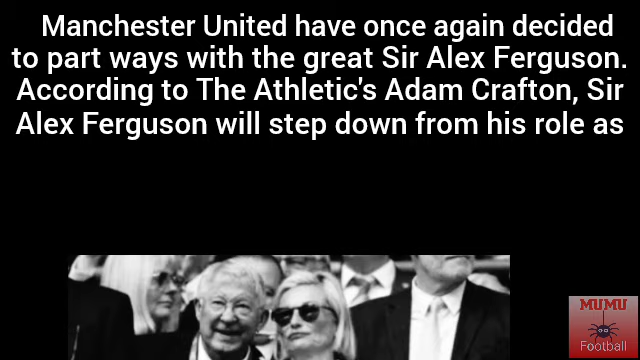 Manchester United have once again decided
to part ways with the great Sir Alex Ferguson.
According to The Athletic's Adam Crafton, Sir
Alex Ferguson will step down from his role as
MUMU
Football